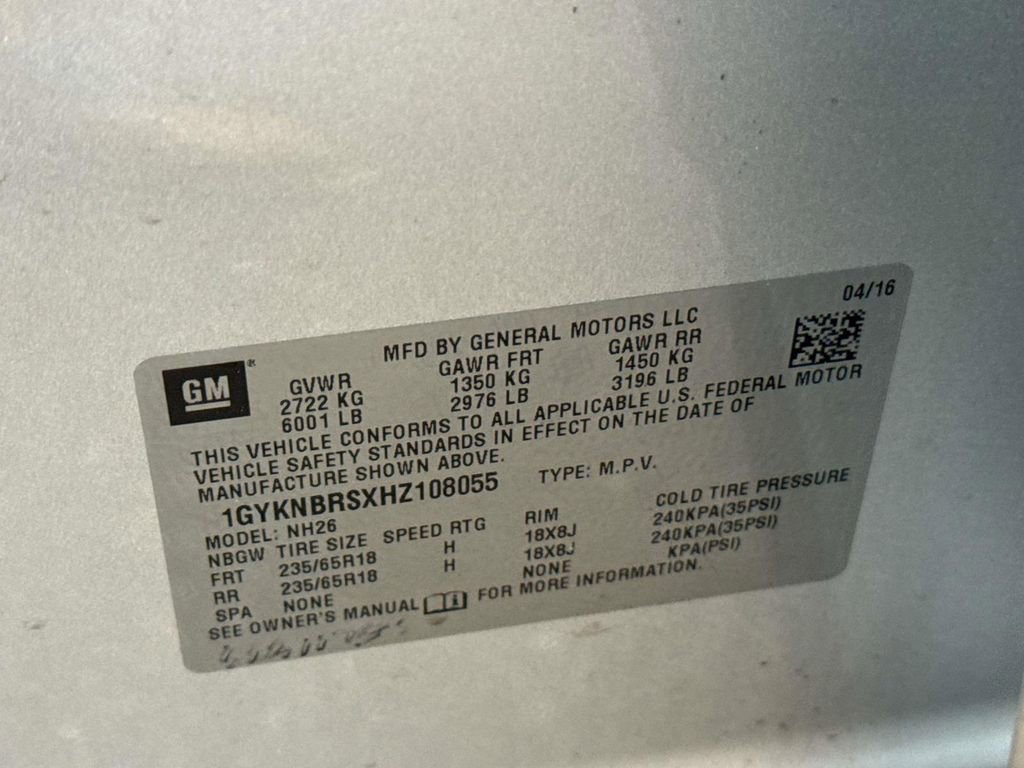 04/16
MFD BY GENERAL MOTORS LLC
GM®
GVWR GAWR FRT GAWR RR
2722 KG 1350 KG 1450 KG
6001 LB 2976 LB 3196 LB
THIS VEHICLE CONFORMS TO ALL APPLICABLE U.S. FEDERAL MOTOR
VEHICLE SAFETY STANDARDS IN EFFECT ON THE DATE OF
MANUFACTURE SHOWN ABOVE.
1GYKNBRSXHZ108055 TYPE: M.P.V.
MODEL: NH26
NBGW TIRE SIZE SPEED RTG RIM COLD TIRE PRESSURE
FRT 235/65R18 H 18X8J 240KPA(35PSI)
RR 235/65R18 H 18X8J 240KPA(35PSI)
SPA NONE NONE KPA(PSI)
SEE OWNER'S MANUAL FOR MORE INFORMATION.